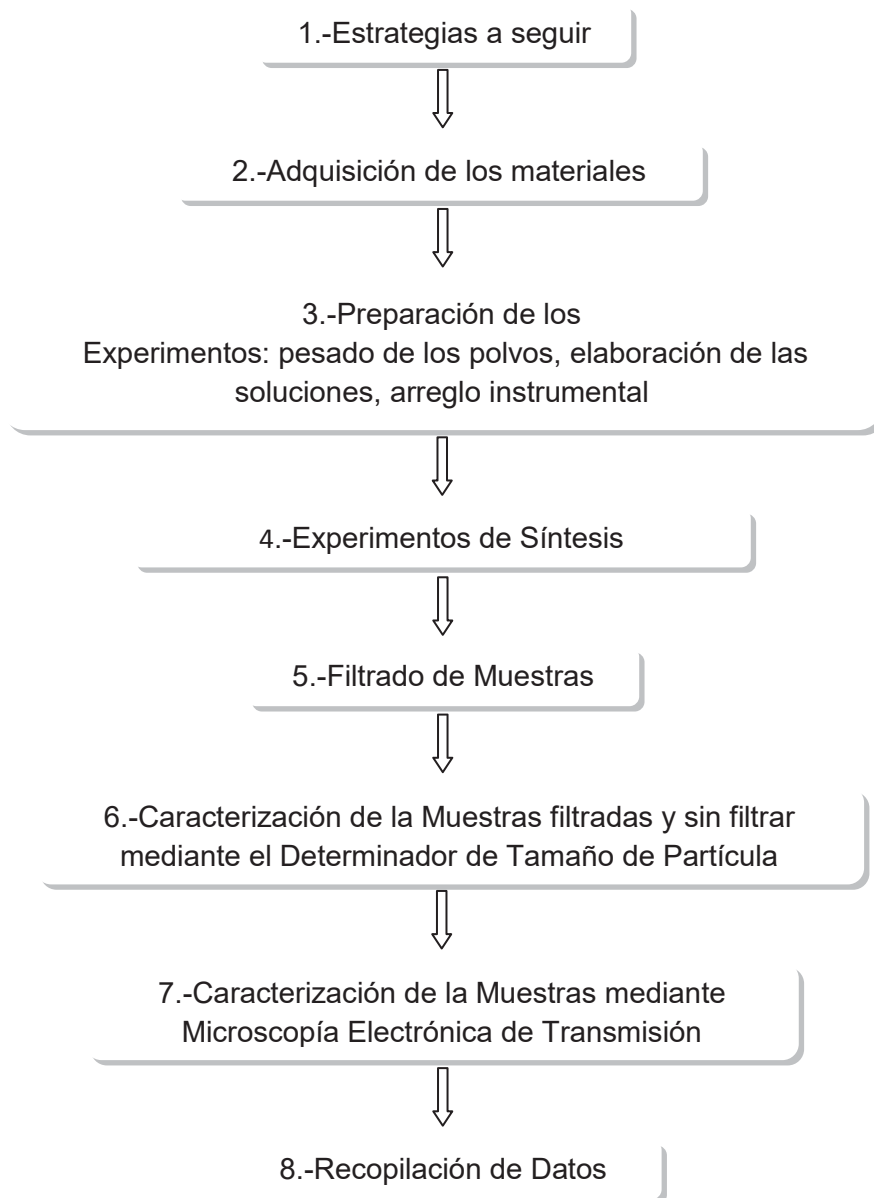 1.-Estrategias a seguir
2.-Adquisición de los materiales
3.-Preparación de los
Experimentos: pesado de los polvos, elaboración de las
soluciones, arreglo instrumental
4.-Experimentos de Síntesis
5.-Filtrado de Muestras
6.-Caracterización de la Muestras filtradas y sin filtrar
mediante el Determinador de Tamaño de Partícula
7.-Caracterización de la Muestras mediante
Microscopía Electrónica de Transmisión
8.-Recopilación de Datos